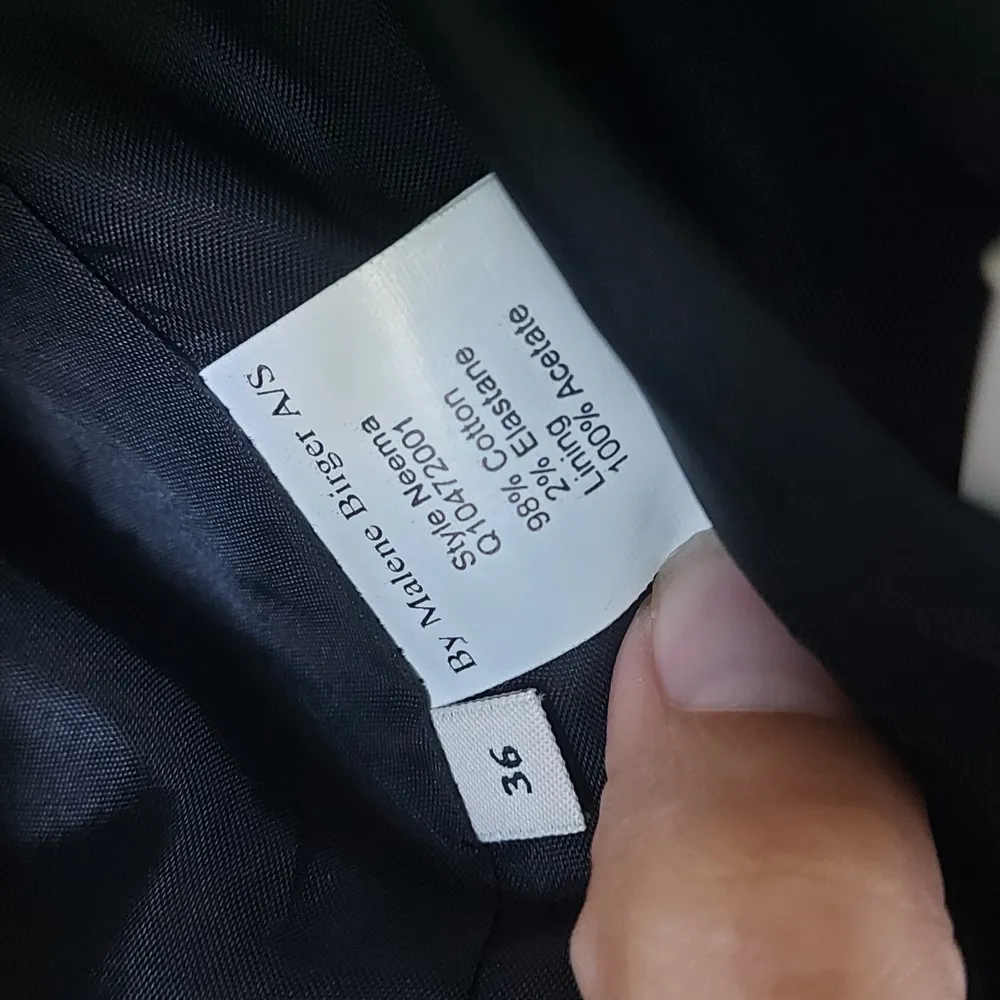 By Malene Birger A/S
Style Neema
Q10472001
98% Cotton
2% Elastane
Lining
100% Acetate
36